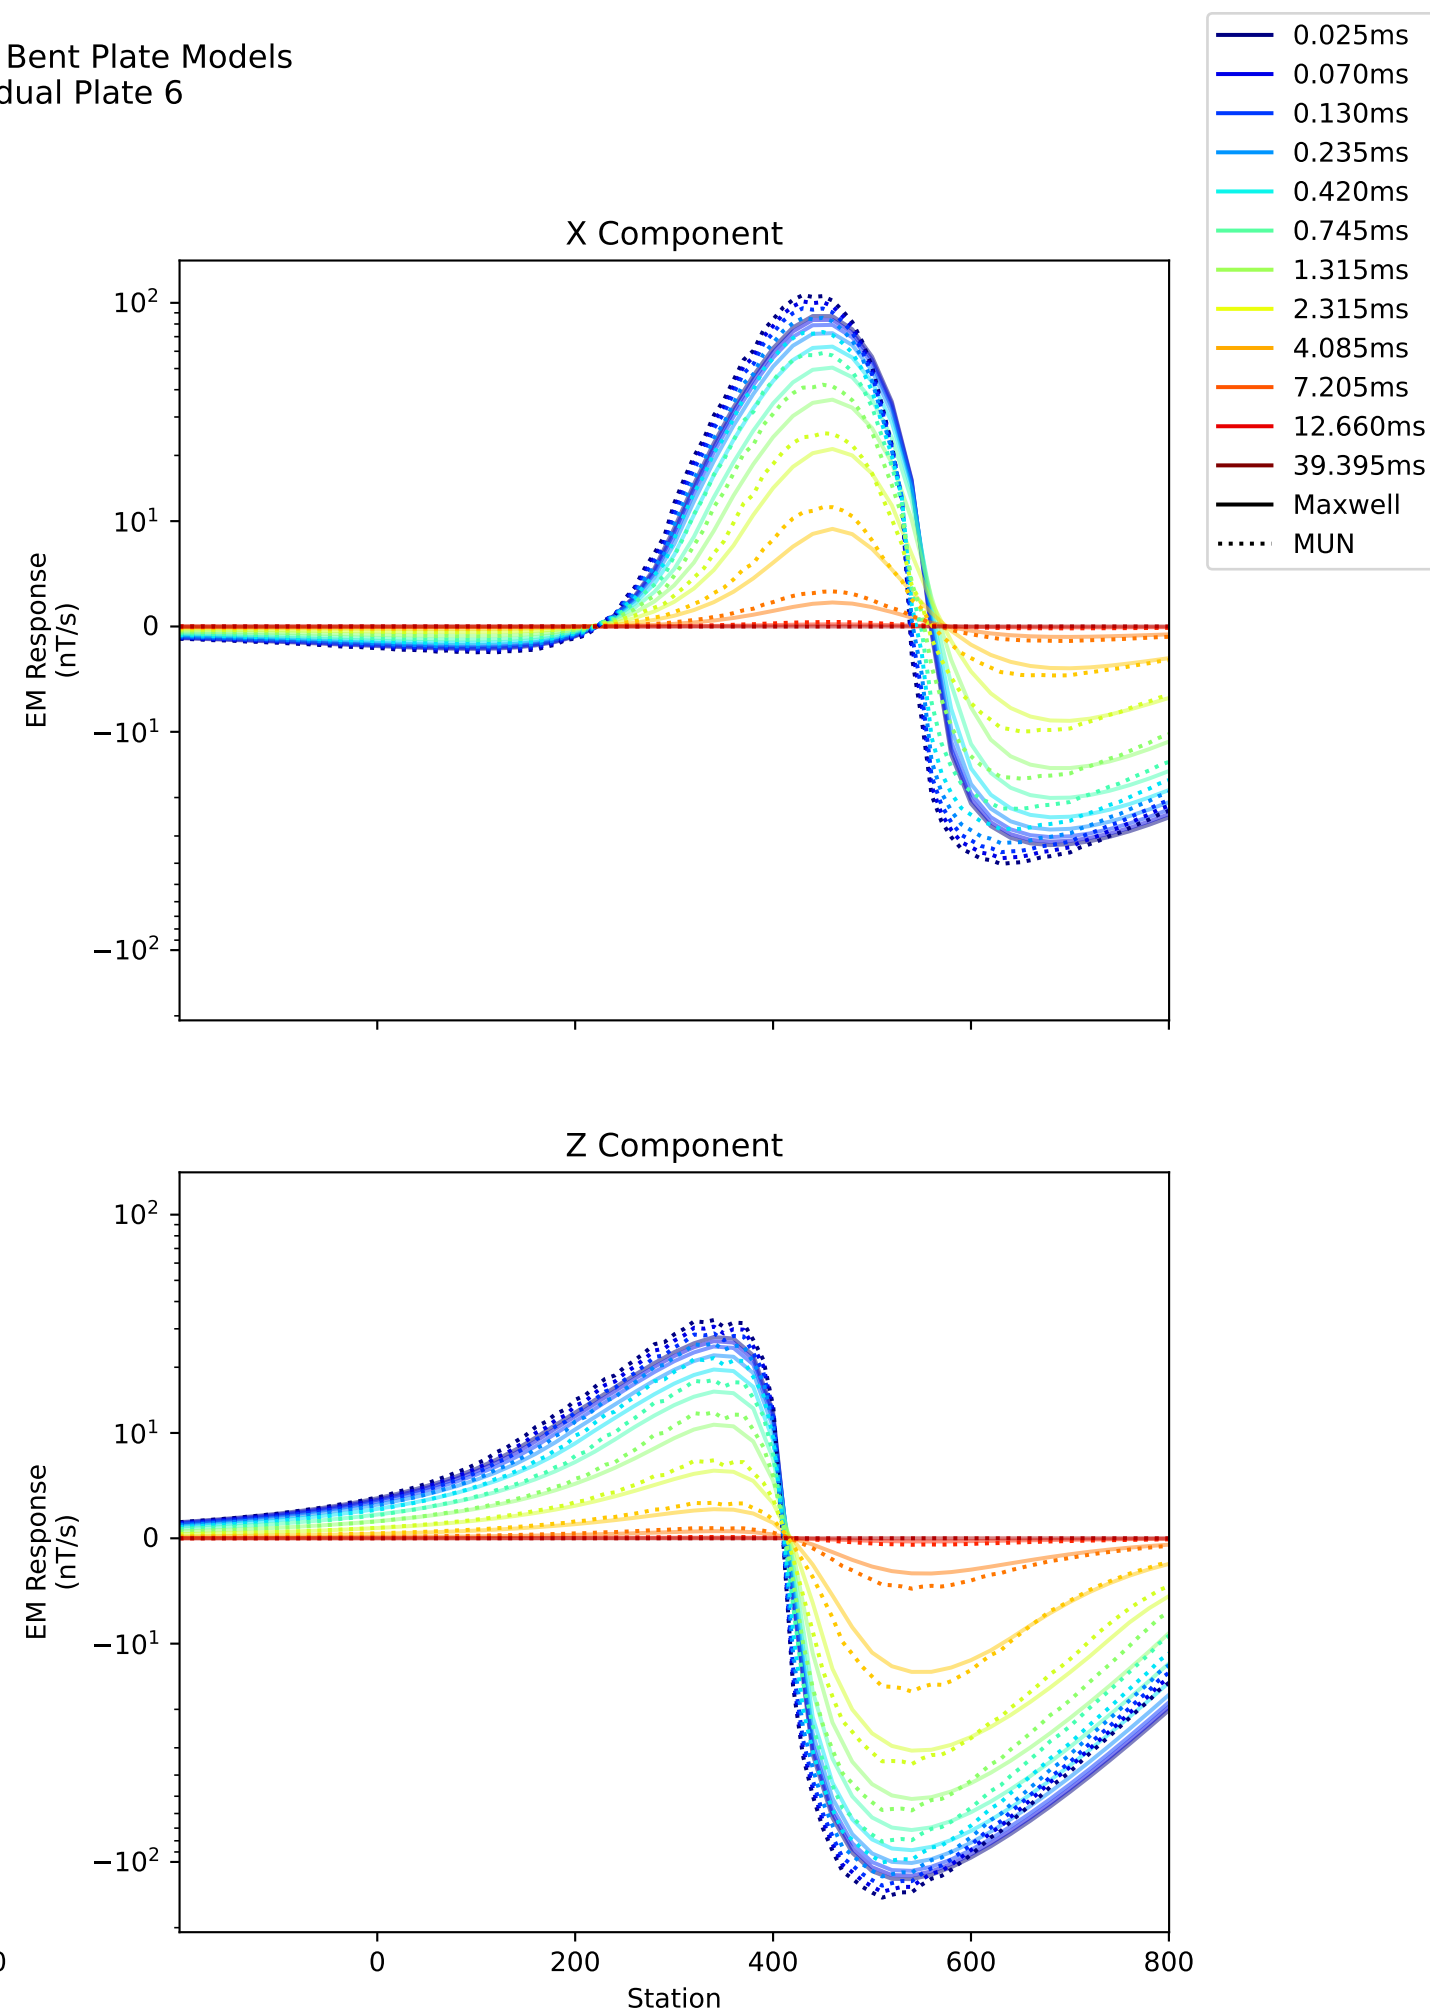 Bent Plate Models
dual Plate 6
0.025ms
0.070ms
0.130ms
0.235ms
0.420ms
0.745ms
1.315ms
2.315ms
4.085ms
7.205ms
12.660ms
39.395ms
Maxwell
MUN
X Component
10²
10¹
0
−10¹
−10²
EM Response
(nT/s)
Z Component
10²
10¹
0
−10¹
−10²
EM Response
(nT/s)
0
200
400
600
800
Station